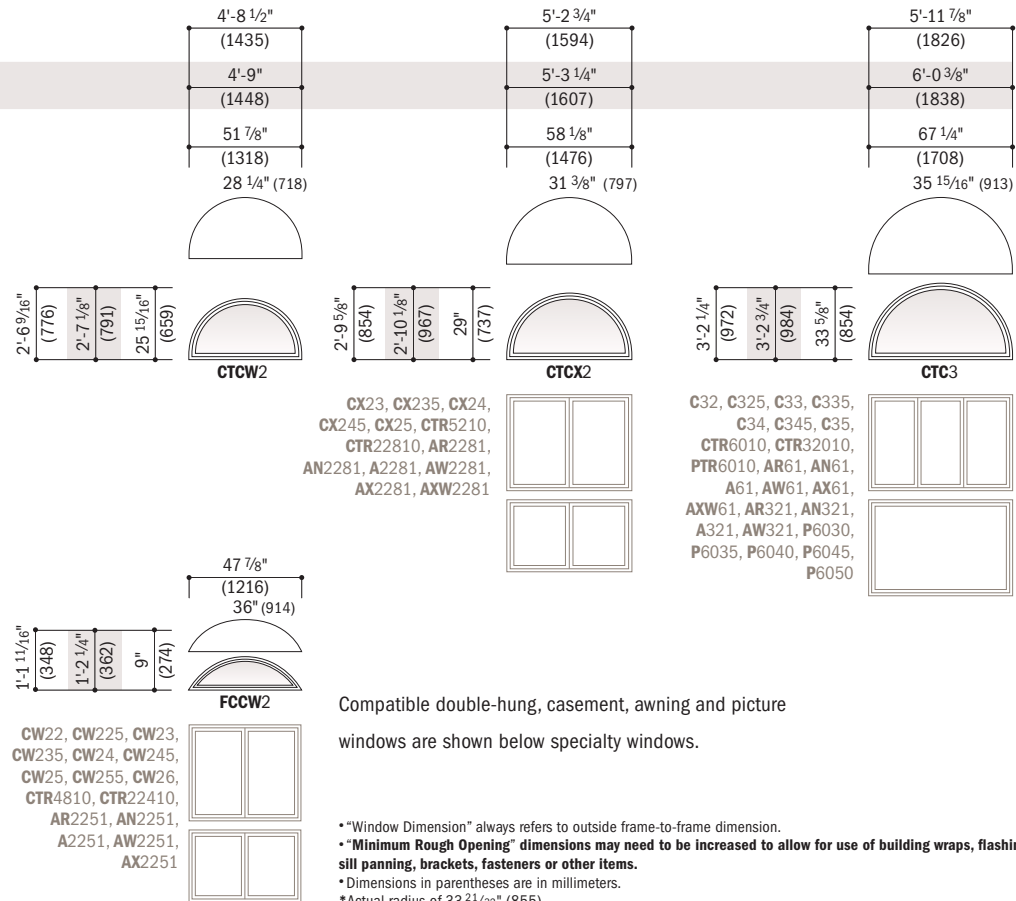 4'-8 1/2" 5'-2 3/4" 5'-11 7/8"
(1435) (1594) (1826)
4'-9" 5'-3 1/4" 6'-0 3/8"
(1448) (1607) (1838)
51 7/8" 58 1/8" 67 1/4"
(1318) (1476) (1708)
28 1/4" (718) 31 3/8" (797) 35 15/16" (913)
2'-6 9/16"
(776)
2'-7 1/8"
(791)
25 15/16"
(659)
CTCW2
2'-9 5/8"
(854)
2'-10 1/8"
(967)
29"
(737)
CTCX2
3'-2 1/4"
(972)
3'-2 3/4"
(984)
33 5/8"
(854)
CTC3
CX23, CX235, CX24,
CX245, CX25, CTR5210,
CTR22810, AR2281,
AN2281, A2281, AW2281,
AX2281, AXW2281
C32, C325, C33, C335,
C34, C345, C35,
CTR6010, CTR32010,
PTR6010, AR61, AN61,
A61, AW61, AX61,
AXW61, AR321, AN321,
A321, AW321, P6030,
P6035, P6040, P6045,
P6050
47 7/8"
(1216)
36" (914)
1'-1 11/16"
(348)
1'-2 1/4"
(362)
9"
(274)
FCCW2
CW22, CW225, CW23,
CW235, CW24, CW245,
CW25, CW255, CW26,
CTR4810, CTR22410,
AR2251, AN2251,
A2251, AW2251,
AX2251
Compatible double-hung, casement, awning and picture
windows are shown below specialty windows.
• "Window Dimension" always refers to outside frame-to-frame dimension.
• "Minimum Rough Opening" dimensions may need to be increased to allow for use of building wraps, flashin
sill panning, brackets, fasteners or other items.
• Dimensions in parentheses are in millimeters.
*Actual radius of 33 21/32" (855)